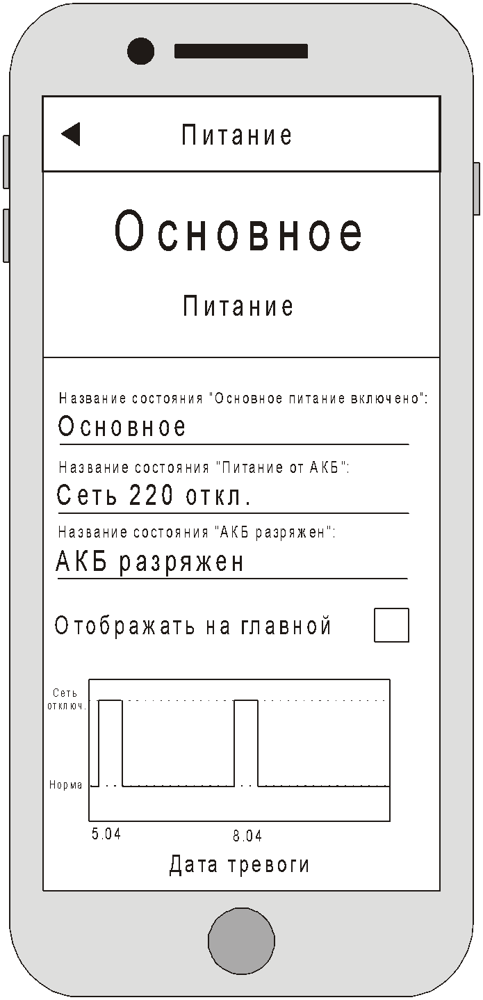 Питание
Основное
Питание
Название состояния "Основное питание включено":
Основное
Название состояния "Питание от АКБ":
Сеть 220 откл.
Название состояния "АКБ разряжен":
АКБ разряжен
Отображать на главной
Сеть
отключ.
Норма
5.04
8.04
Дата тревоги